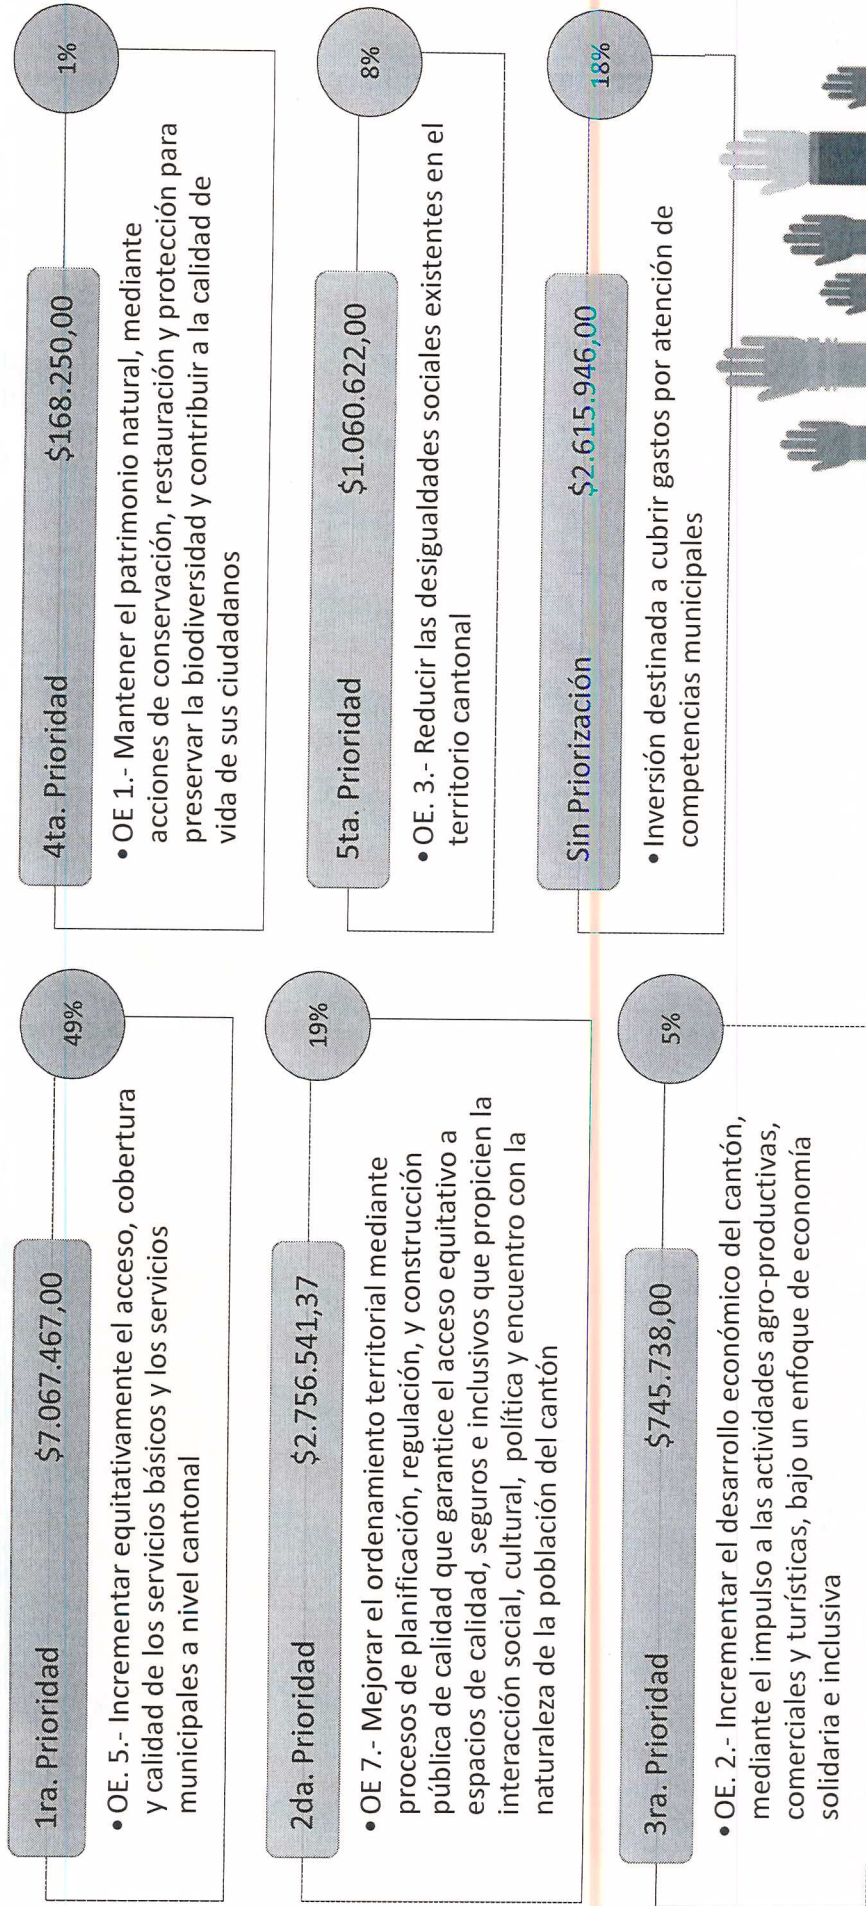 1ra. Prioridad $7.067.467,00
49%
• OE. 5.- Incrementar equitativamente el acceso, cobertura
y calidad de los servicios básicos y los servicios
municipales a nivel cantonal
2da. Prioridad $2.756.541,37
19%
• OE 7.- Mejorar el ordenamiento territorial mediante
procesos de planificación, regulación, y construcción
pública de calidad que garantice el acceso equitativo a
espacios de calidad, seguros e inclusivos que propicien la
interacción social, cultural, política y encuentro con la
naturaleza de la población del cantón
3ra. Prioridad $745.738,00
5%
• OE. 2.- Incrementar el desarrollo económico del cantón,
mediante el impulso a las actividades agro-productivas,
comerciales y turísticas, bajo un enfoque de economía
solidaria e inclusiva
4ta. Prioridad $168.250,00
1%
• OE 1.- Mantener el patrimonio natural, mediante
acciones de conservación, restauración y protección para
preservar la biodiversidad y contribuir a la calidad de
vida de sus ciudadanos
5ta. Prioridad $1.060.622,00
8%
• OE. 3.- Reducir las desigualdades sociales existentes en el
territorio cantonal
Sin Priorización $2.615.946,00
18%
• Inversión destinada a cubrir gastos por atención de
competencias municipales